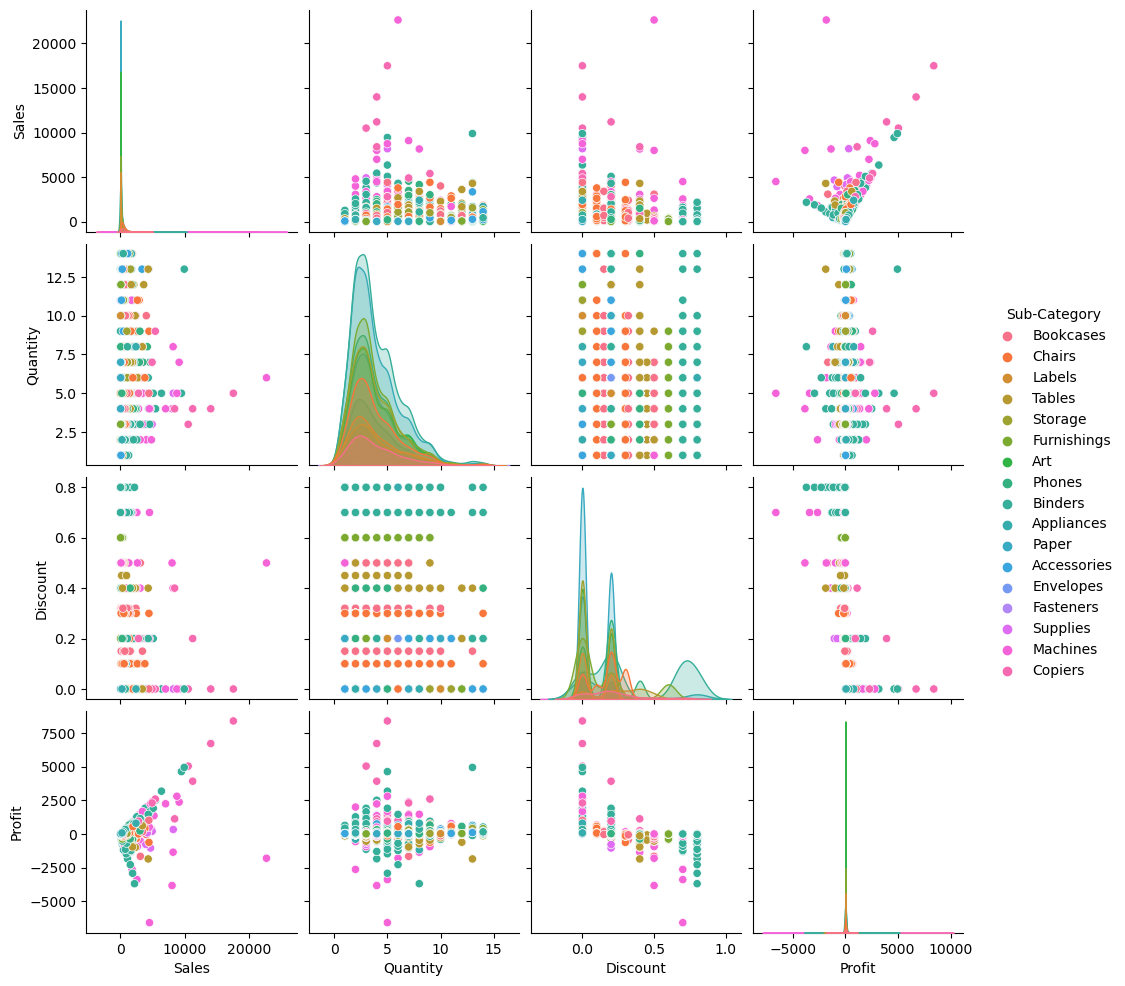 Sales
20000
15000
10000
5000
0
Quantity
12.5
10.0
7.5
5.0
2.5
Discount
0.8
0.6
0.4
0.2
0.0
Profit
7500
5000
2500
0
−2500
−5000
0 10000 20000
Sales
0 5 10 15
Quantity
0.0 0.5 1.0
Discount
−5000 0 5000 10000
Profit
Sub-Category
Bookcases
Chairs
Labels
Tables
Storage
Furnishings
Art
Phones
Binders
Appliances
Paper
Accessories
Envelopes
Fasteners
Supplies
Machines
Copiers